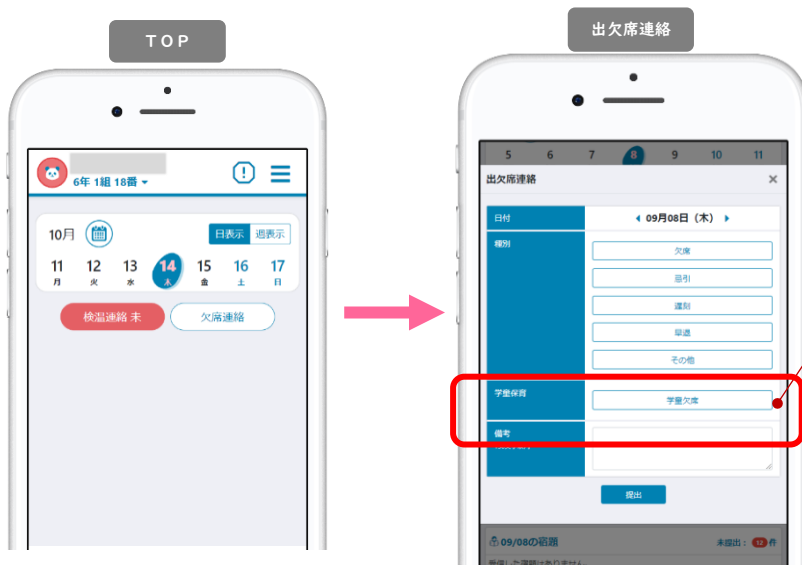 TOP
6年 1組 18番
10月
日表示 週表示
11 12 13 14 15 16 17
月 火 水 木 金 土 日
検温連絡 未
欠席連絡
出欠席連絡
5 6 7 8 9 10 11
出欠席連絡 ×
日付
09月08日（木）
種別
欠席
忌引
遅刻
早退
その他
学童保育
学童欠席
備考
提出
09/08の宿題
未提出： 12 件